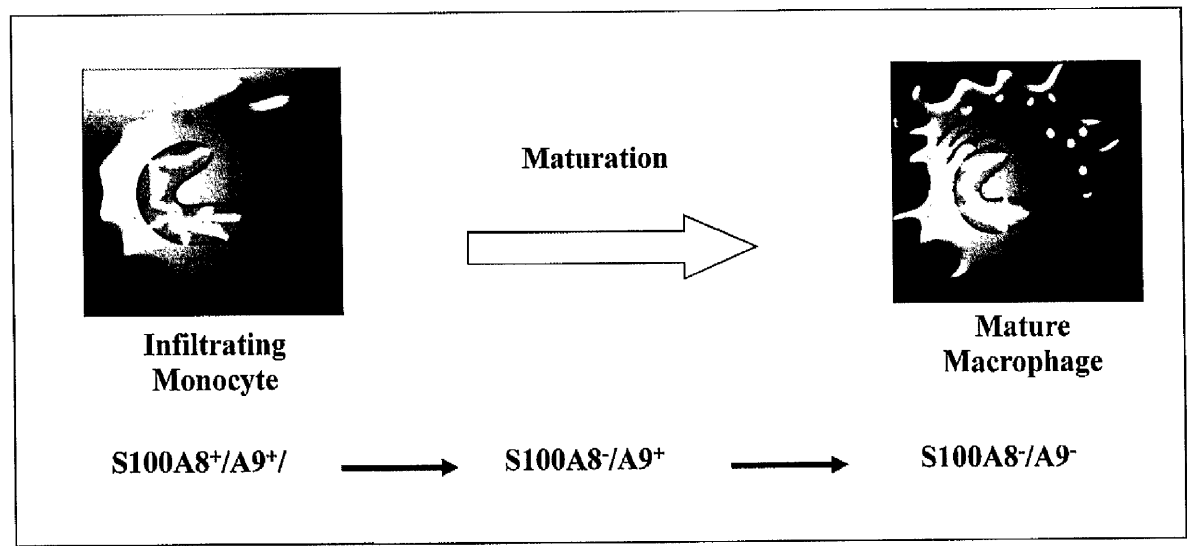 Maturation
Infiltrating
Monocyte
Mature
Macrophage
S100A8⁺/A9⁺/
S100A8⁻/A9⁺
S100A8⁻/A9⁻